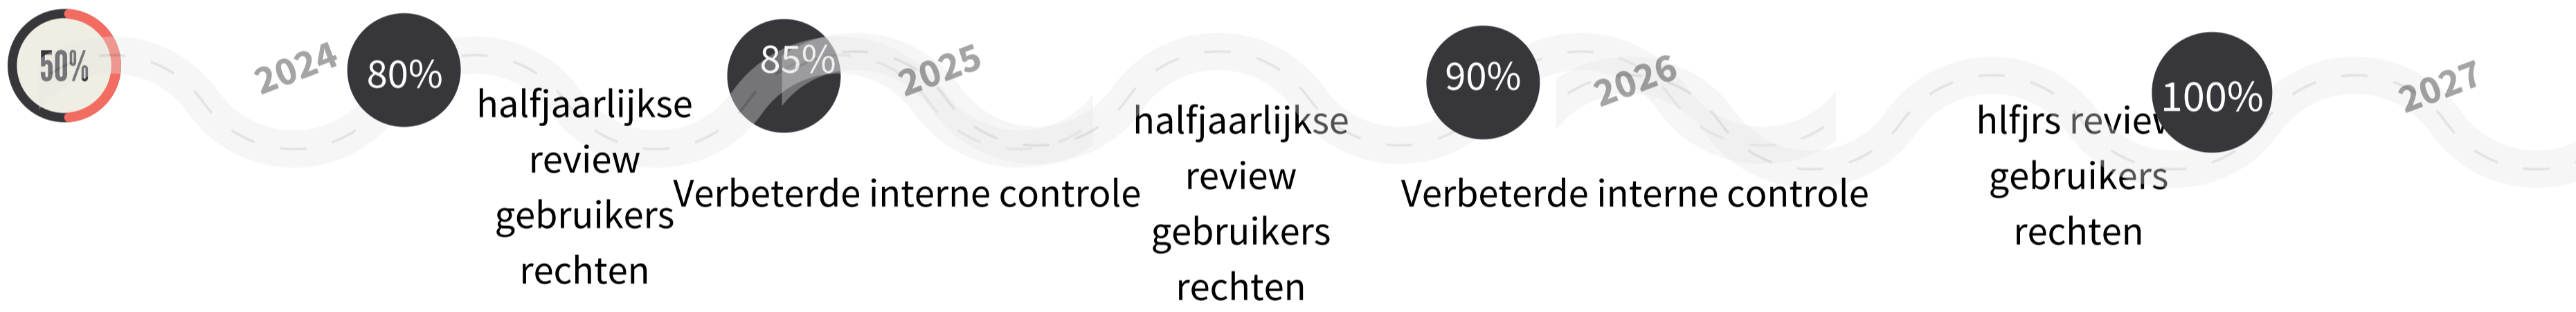 50%
2024
80%
halfjaarlijkse
review
gebruikers
rechten
85%
Verbeterde interne controle
2025
halfjaarlijkse
review
gebruikers
rechten
90%
Verbeterde interne controle
2026
hlfjrs review
gebruikers
rechten
100%
2027